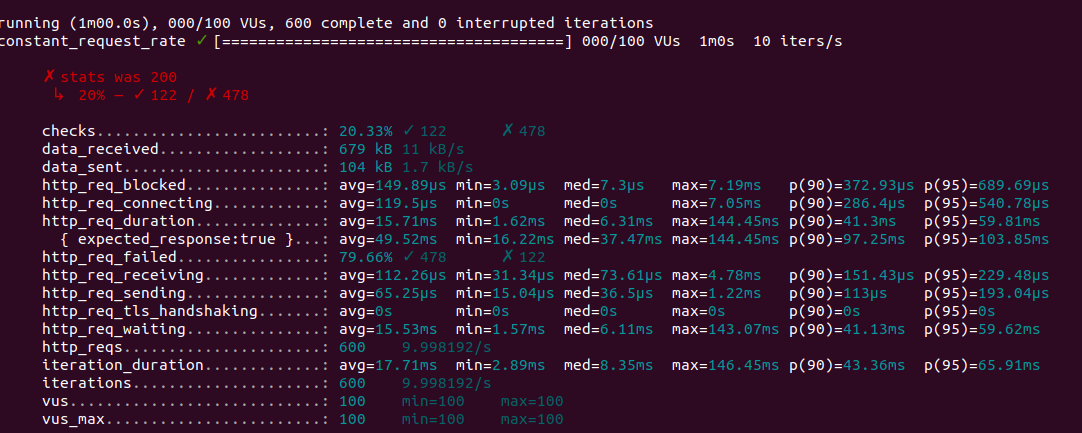 running (1m00.0s), 000/100 VUs, 600 complete and 0 interrupted iterations
constant_request_rate ✓ [======================================] 000/100 VUs  1m0s  10 iters/s
✗ stats was 200
↳  20% — ✓ 122 / ✗ 478
checks.........................: 20.33% ✓ 122      ✗ 478
data_received..................: 679 kB 11 kB/s
data_sent......................: 104 kB 1.7 kB/s
http_req_blocked...............: avg=149.89µs min=3.09µs  med=7.3µs   max=7.19ms   p(90)=372.93µs p(95)=689.69µs
http_req_connecting............: avg=119.5µs  min=0s      med=0s      max=7.05ms   p(90)=286.4µs  p(95)=540.78µs
http_req_duration..............: avg=15.71ms  min=1.62ms  med=6.31ms  max=144.45ms p(90)=41.3ms   p(95)=59.81ms
{ expected_response:true }...: avg=49.52ms  min=16.22ms med=37.47ms max=144.45ms p(90)=97.25ms  p(95)=103.85ms
http_req_failed................: 79.66% ✓ 478      ✗ 122
http_req_receiving.............: avg=112.26µs min=31.34µs med=73.61µs max=4.78ms   p(90)=151.43µs p(95)=229.48µs
http_req_sending...............: avg=65.25µs  min=15.04µs med=36.5µs  max=1.22ms   p(90)=113µs    p(95)=193.04µs
http_req_tls_handshaking.......: avg=0s       min=0s      med=0s      max=0s       p(90)=0s       p(95)=0s
http_req_waiting...............: avg=15.53ms  min=1.57ms  med=6.11ms  max=143.07ms p(90)=41.13ms  p(95)=59.62ms
http_reqs......................: 600    9.998192/s
iteration_duration.............: avg=17.71ms  min=2.89ms  med=8.35ms  max=146.45ms p(90)=43.36ms  p(95)=65.91ms
iterations.....................: 600    9.998192/s
vus............................: 100    min=100    max=100
vus_max........................: 100    min=100    max=100